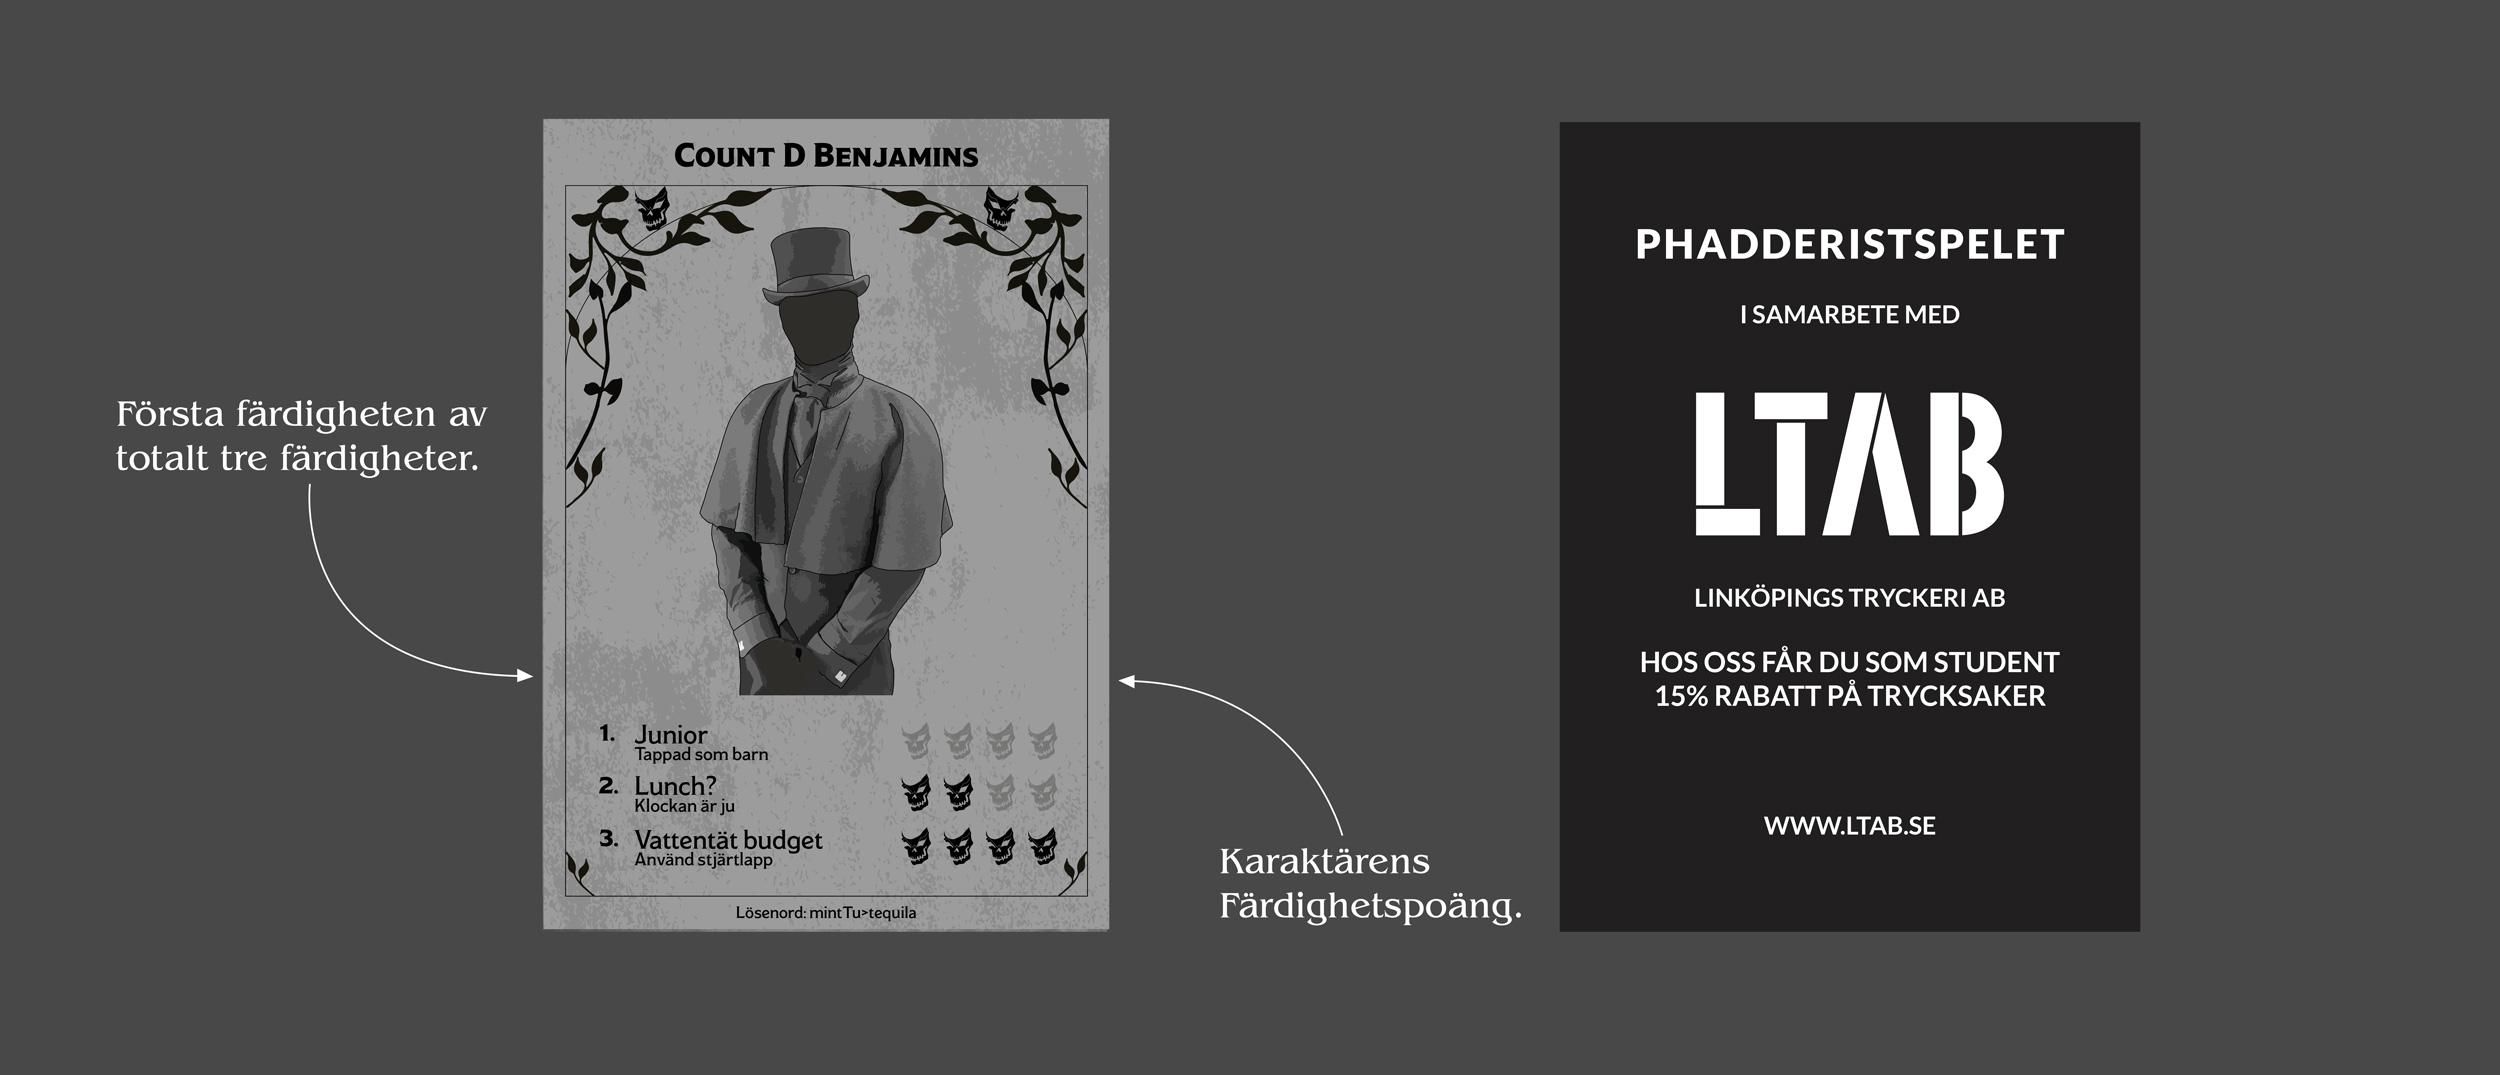 Första färdigheten av
totalt tre färdigheter.
COUNT D BENJAMINS
1. Junior
Tappad som barn
2. Lunch?
Klockan är ju
3. Vattentät budget
Använd stjärtlapp
Lösenord: mintTu>tequila
Karaktärens
Färdighetspoäng.
PHADDERISTSPELET
I SAMARBETE MED
LTAB
LINKÖPINGS TRYCKERI AB
HOS OSS FÅR DU SOM STUDENT
15% RABATT PÅ TRYCKSAKER
WWW.LTAB.SE